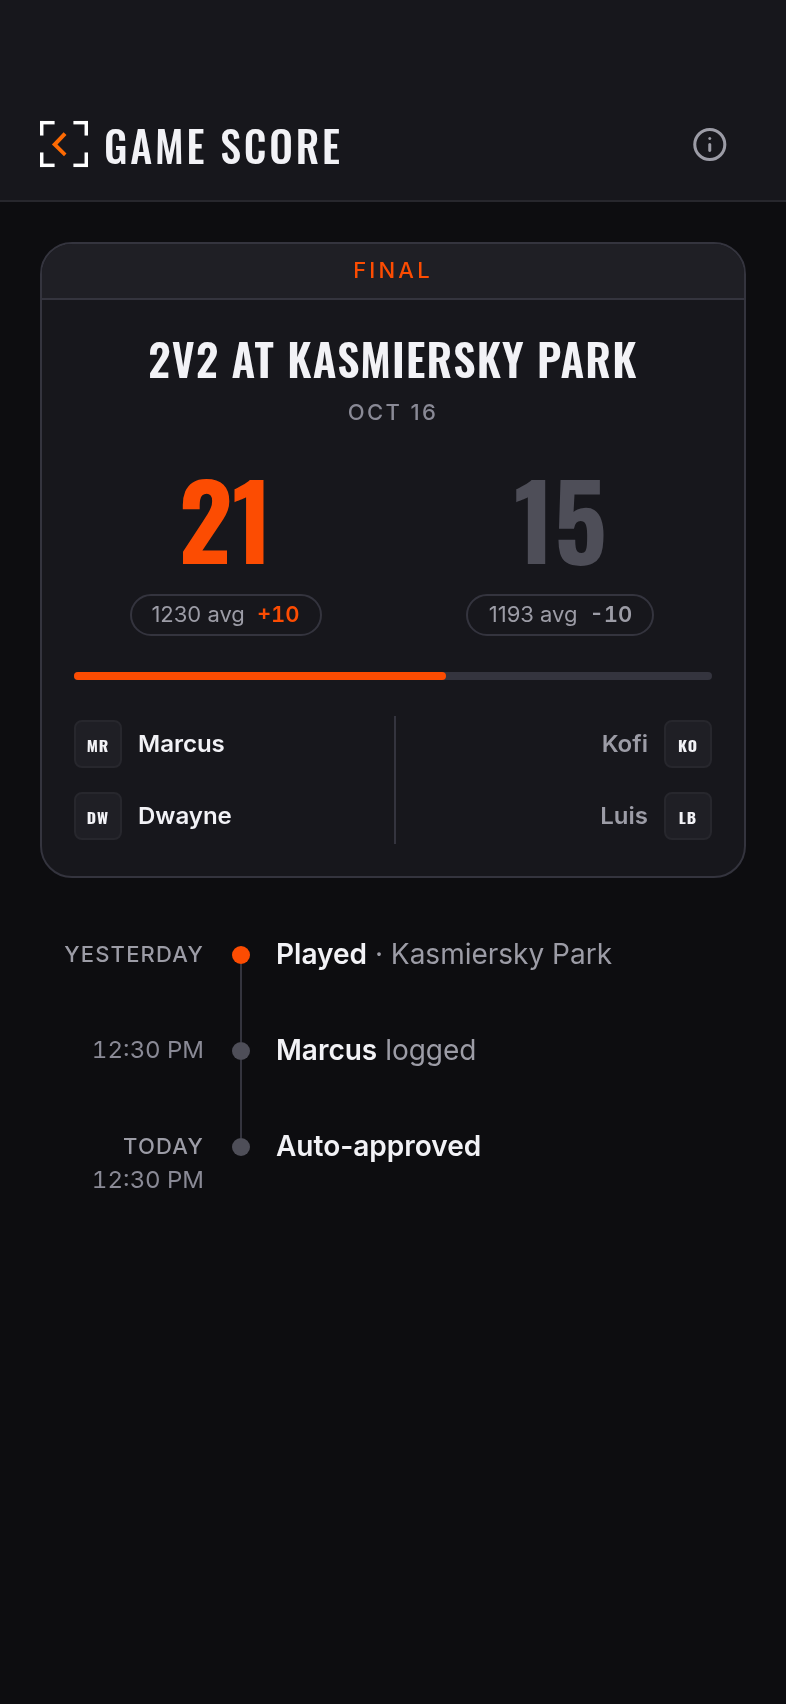 GAME SCORE
FINAL
2V2 AT KASMIERSKY PARK
OCT 16
21 15
1230 avg +10 1193 avg -10
MR Marcus Kofi KO
DW Dwayne Luis LB
YESTERDAY Played · Kasmiersky Park
12:30 PM Marcus logged
TODAY Auto-approved
12:30 PM